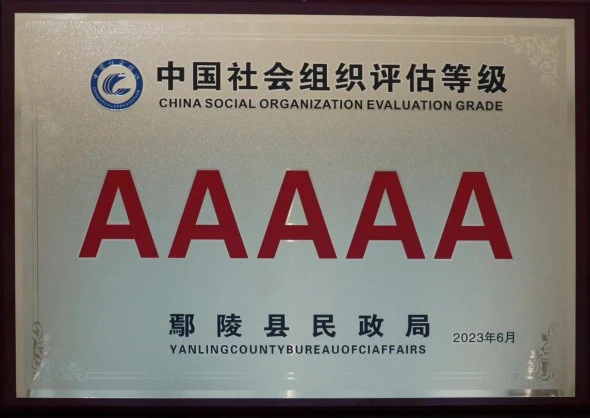 中国社会组织评估等级
CHINA SOCIAL ORGANIZATION EVALUATION GRADE
AAAAA
鄢陵县民政局
YANLINGCOUNTYBUREAUOFCIAFFAIRS
2023年6月